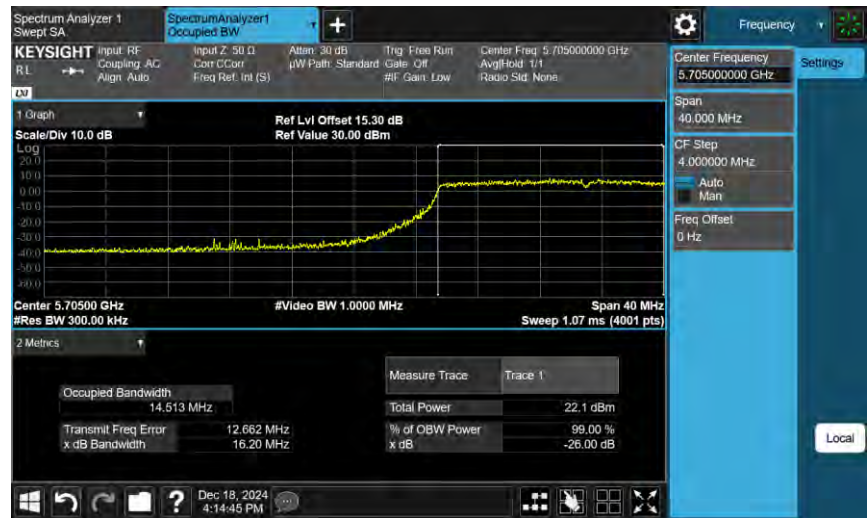 Spectrum Analyzer 1
Swept SA
SpectrumAnalyzer1
Occupied BW
+
Frequency
KEYSIGHT
RL
LXI
Input: RF
Coupling: AC
Align: Auto
Input Z: 50 Ω
Corr CCorr
Freq Ref: Int (S)
Atten: 30 dB
µW Path: Standard
Trig: Free Run
Gate: Off
#IF Gain: Low
Center Freq: 5.705000000 GHz
Avg|Hold: 1/1
Radio Std: None
Center Frequency
5.705000000 GHz
Settings
Span
40.000 MHz
CF Step
4.000000 MHz
Auto
Man
Freq Offset
0 Hz
1 Graph
Scale/Div 10.0 dB
Ref Lvl Offset 15.30 dB
Ref Value 30.00 dBm
Log
20.0
10.0
0.00
-10.0
-20.0
-30.0
-40.0
-50.0
-60.0
Center 5.70500 GHz
#Video BW 1.0000 MHz
Span 40 MHz
#Res BW 300.00 kHz
Sweep 1.07 ms (4001 pts)
2 Metrics
Measure Trace
Trace 1
Occupied Bandwidth
14.513 MHz
Total Power
22.1 dBm
Transmit Freq Error
12.662 MHz
% of OBW Power
99.00 %
x dB Bandwidth
16.20 MHz
x dB
-26.00 dB
Local
?
Dec 18, 2024
4:14:45 PM